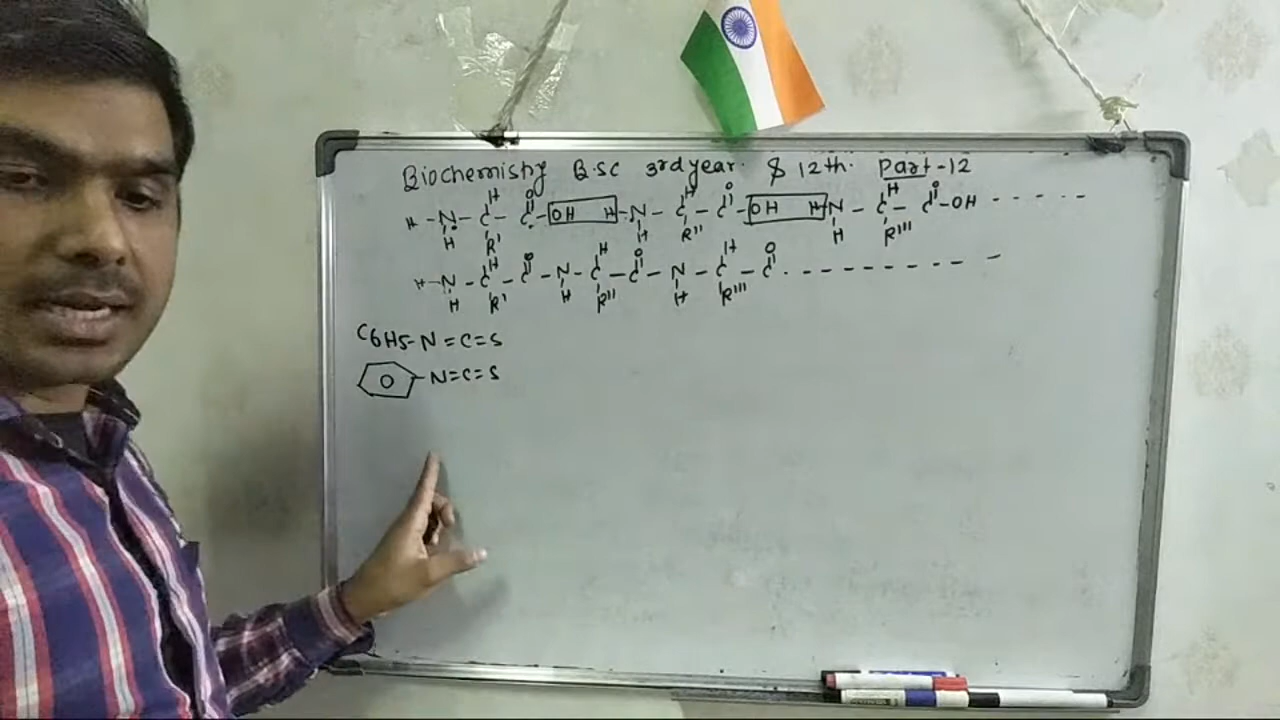 Biochemistry B.SC 3rd year. $ 12th. Part-12
H - N - C - C - OH H - N - C - C - OH H - N - C - C - OH - - - - -
H H R' O H H R'' O H H R''' O
H - N - C - C - N - C - C - N - C - C - - - - - - - - - -
H H R' O H H R'' O H H R''' O
C6H5-N=C=S
-N=C=S